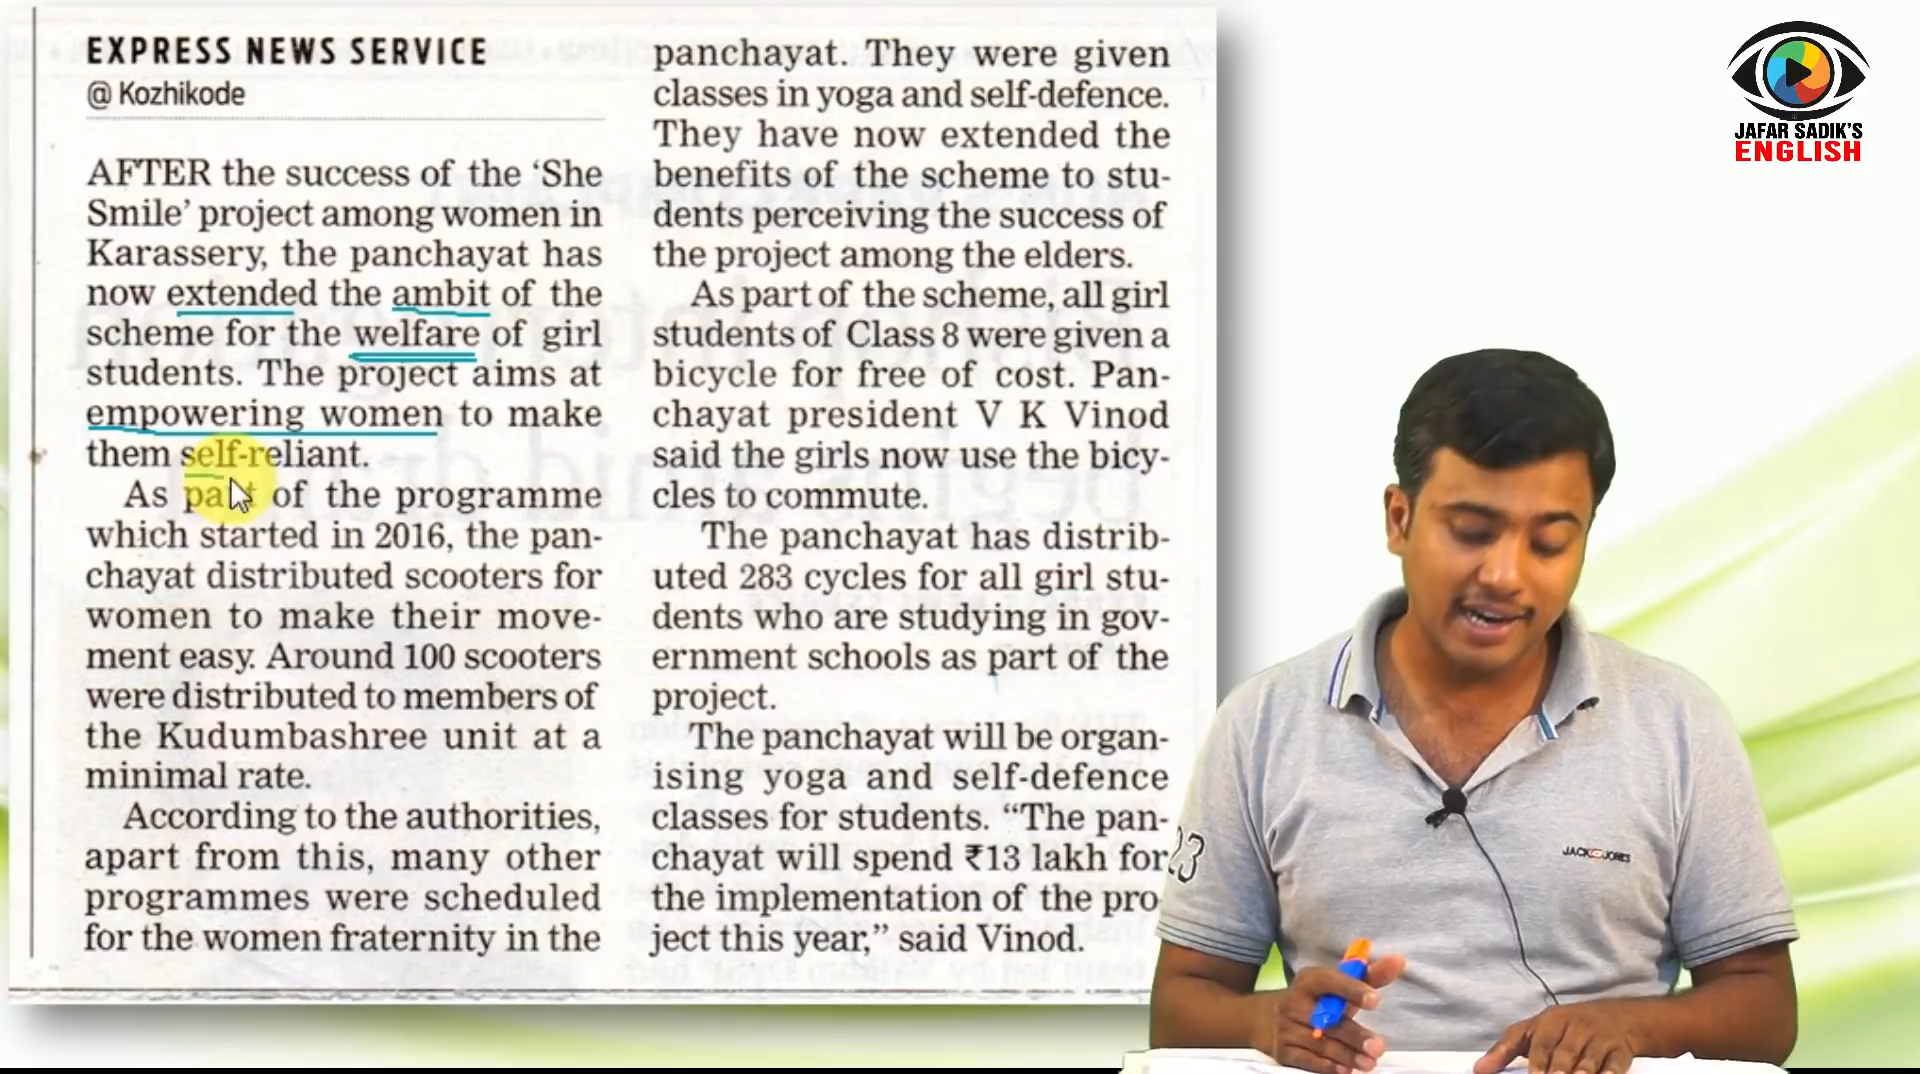 EXPRESS NEWS SERVICE
@ Kozhikode
AFTER the success of the ‘She
Smile’ project among women in
Karassery, the panchayat has
now extended the ambit of the
scheme for the welfare of girl
students. The project aims at
empowering women to make
them self-reliant.
As part of the programme
which started in 2016, the pan-
chayat distributed scooters for
women to make their move-
ment easy. Around 100 scooters
were distributed to members of
the Kudumbashree unit at a
minimal rate.
According to the authorities,
apart from this, many other
programmes were scheduled
for the women fraternity in the
panchayat. They were given
classes in yoga and self-defence.
They have now extended the
benefits of the scheme to stu-
dents perceiving the success of
the project among the elders.
As part of the scheme, all girl
students of Class 8 were given a
bicycle for free of cost. Pan-
chayat president V K Vinod
said the girls now use the bicy-
cles to commute.
The panchayat has distrib-
uted 283 cycles for all girl stu-
dents who are studying in gov-
ernment schools as part of the
project.
The panchayat will be organ-
ising yoga and self-defence
classes for students. “The pan-
chayat will spend ₹13 lakh for
the implementation of the pro
ject this year,” said Vinod.
JAFAR SADIK'S
ENGLISH
23
JACK JONES